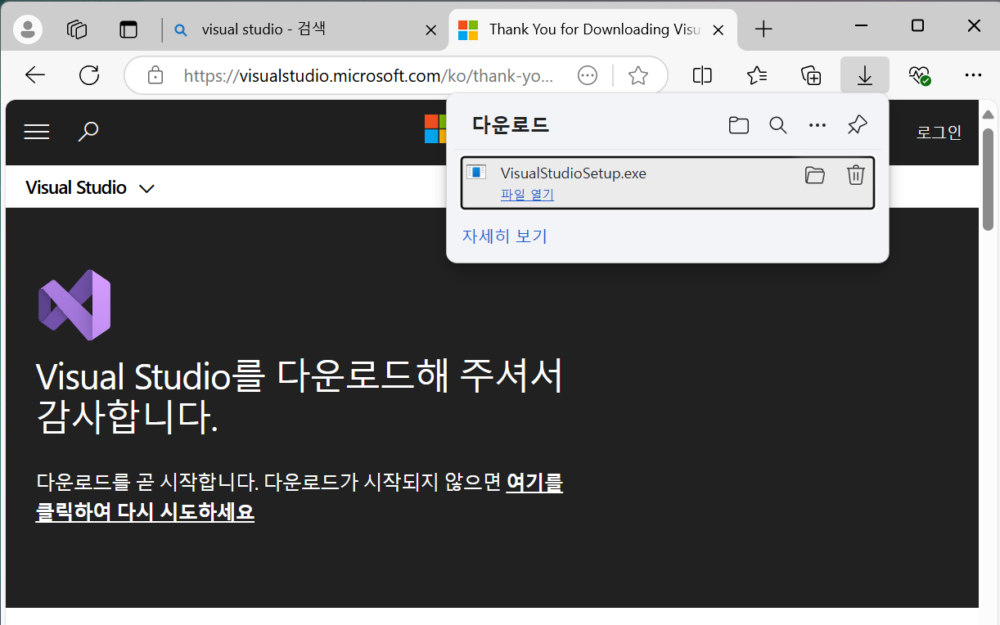 visual studio - 검색
Thank You for Downloading Visu
https://visualstudio.microsoft.com/ko/thank-yo...
다운로드
로그인
VisualStudioSetup.exe
파일 열기
Visual Studio
자세히 보기
Visual Studio를 다운로드해 주셔서
감사합니다.
다운로드를 곧 시작합니다. 다운로드가 시작되지 않으면 여기를
클릭하여 다시 시도하세요